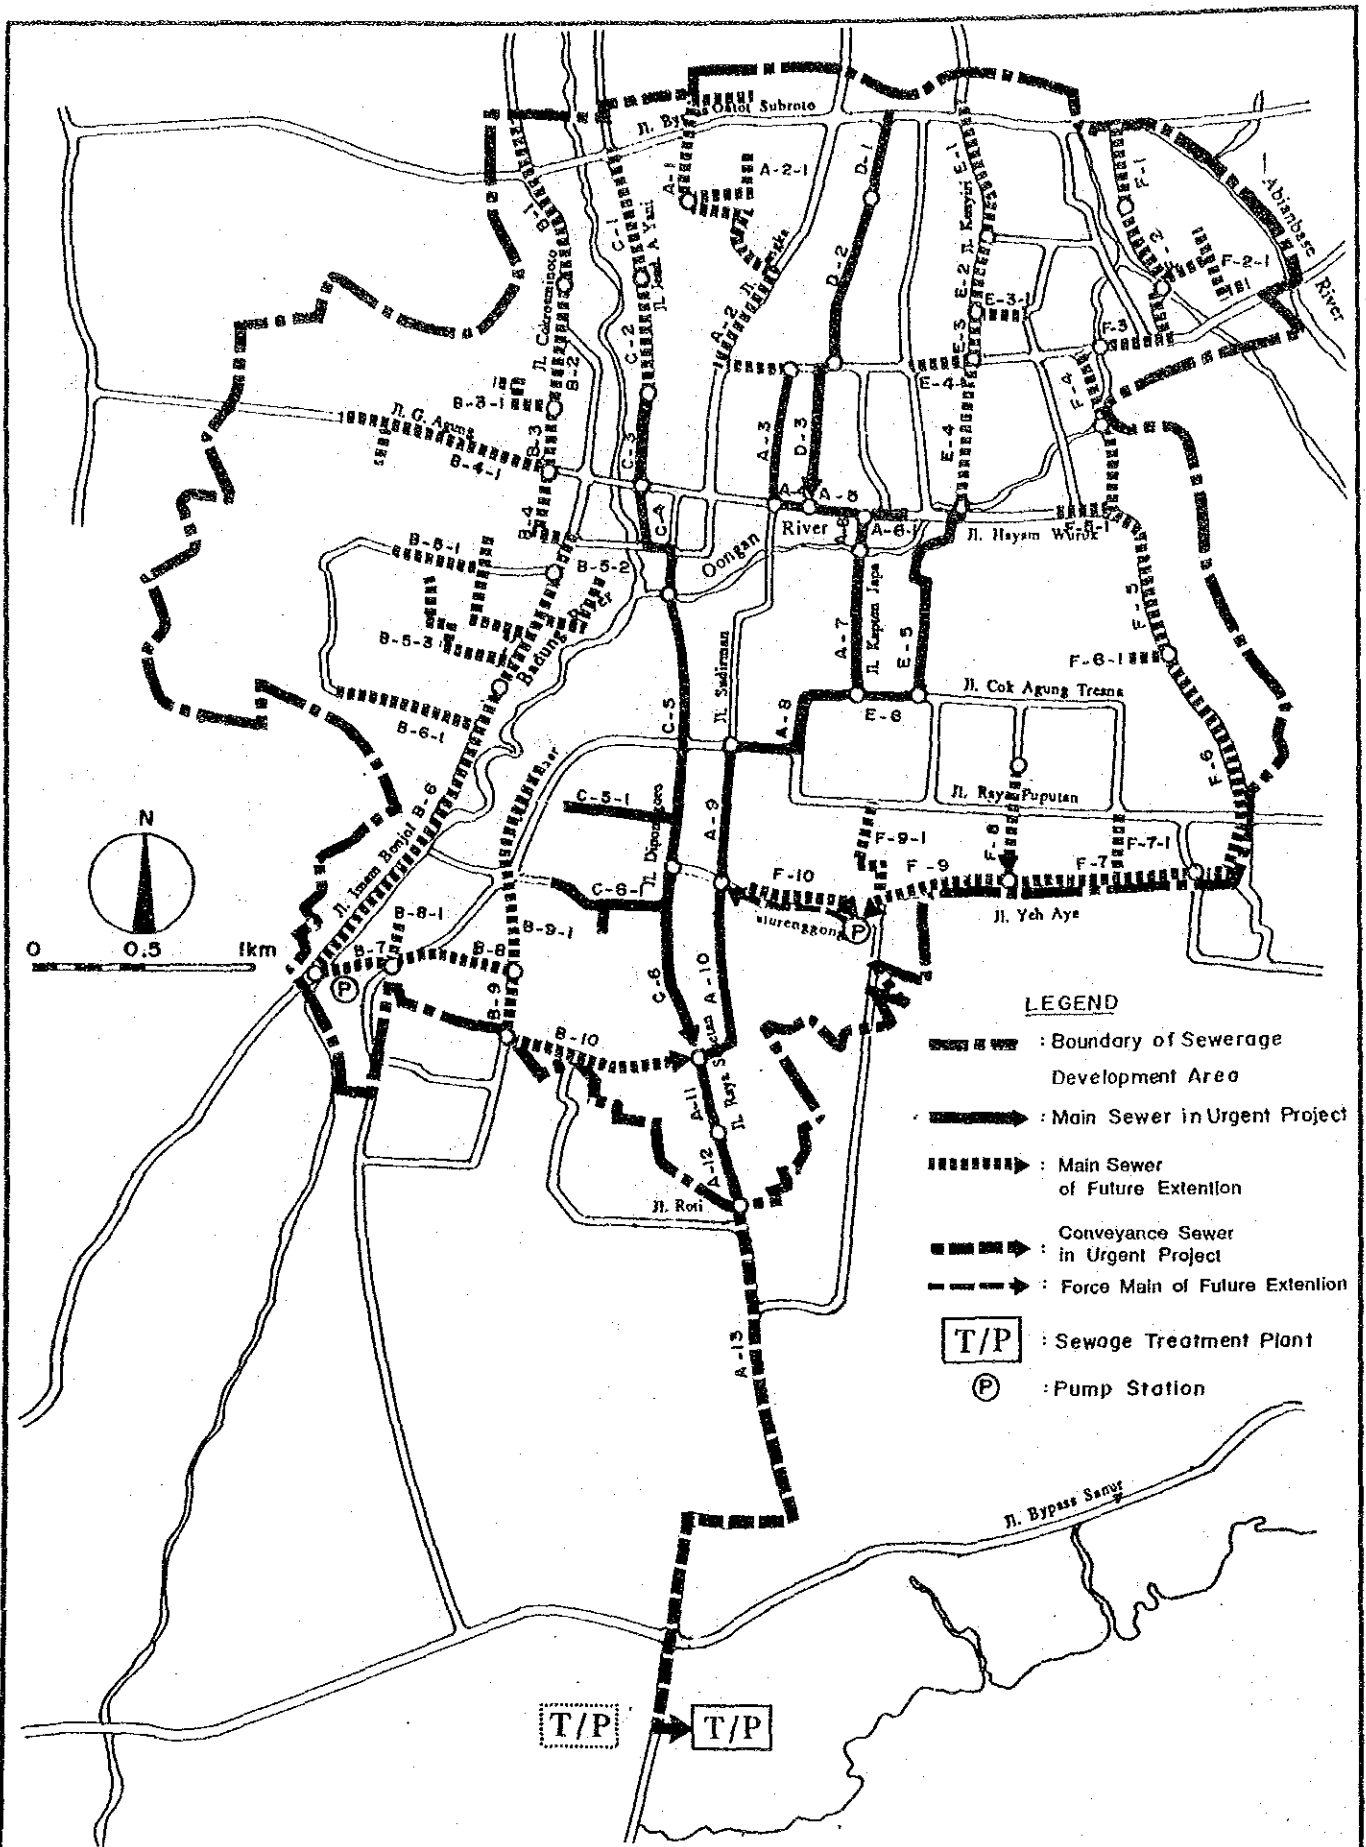 Jl. Bypass Gatot Subroto
A-1
A-2-1
D-1
E-1
F-1
Abianbase
River
B-1
C-1
Jl. Jend A Yani
Jl. Cokroaminoto
D-2
E-2
Jl. Kenyiri
F-2
F-2-1
A-2
C-2
B-2
E-3-1
E-3
F-3
E-4
F-4
B-3-1
Jl. G. Agung
B-3
B-4-1
C-3
A-3
D-3
E-4
A-5
B-4
C-4
River
A-6
A-6-1
Jl. Hayam Wuruk
F-5-1
Oongan
B-5-1
B-5-2
F-5
B-5-3
Badung
River
A-7
Jl. Kapten Japa
E-5
F-6-1
Jl. Sudirman
Jl. Cok Agung Tresna
B-6-1
C-5
A-8
E-6
F-6
C-5-1
A-9
Jl. Raya Puputan
N
Jl. Imam Bonjol
B-6
Jl. Diponegoro
F-9-1
F-8
F-7-1
C-6-1
F-10
F-9
F-7
Jl. Yeh Aye
B-8-1
B-9-1
P
0 0.5 1km
B-7
B-8
P
C-6
A-10
B-9
B-10
A-11
A-12
Jl. Roti
A-13
LEGEND
: Boundary of Sewerage
Development Area
: Main Sewer in Urgent Project
: Main Sewer
of Future Extention
: Conveyance Sewer
in Urgent Project
: Force Main of Future Extention
T/P : Sewage Treatment Plant
P : Pump Station
Jl. Bypass Sanur
T/P
T/P